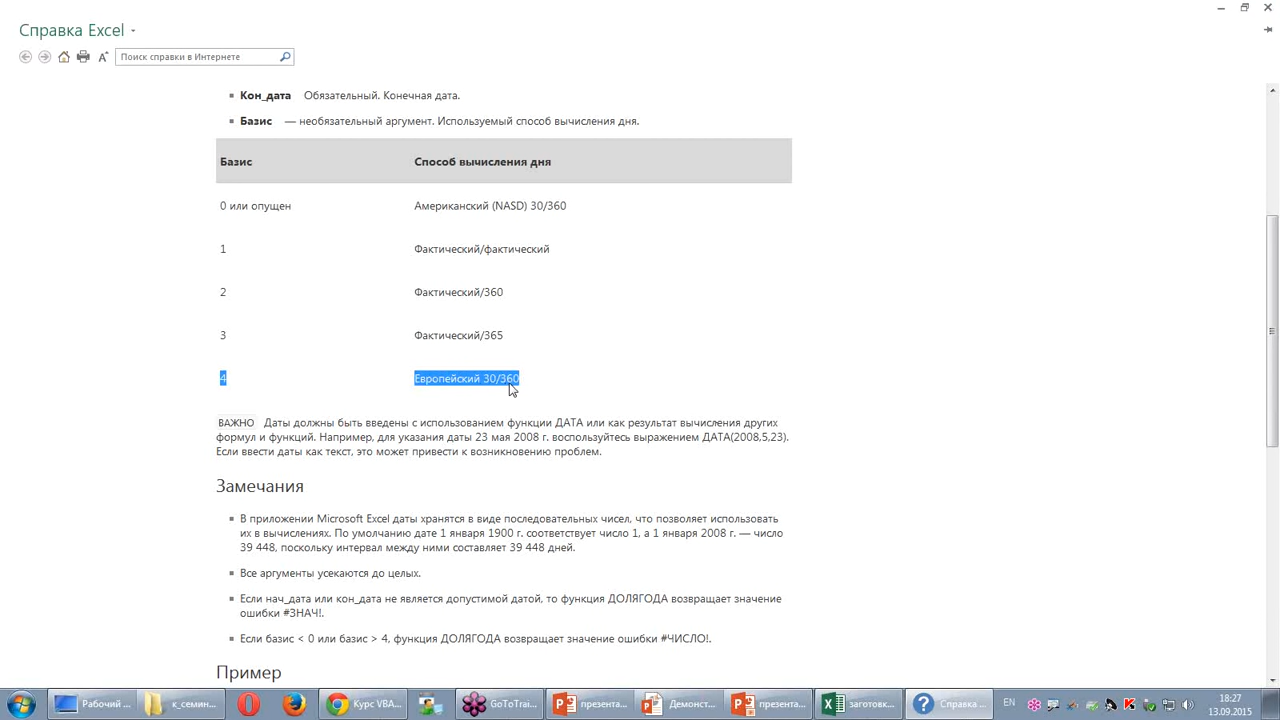 Справка Excel
Поиск справки в Интернете
Кон_дата Обязательный. Конечная дата.
Базис — необязательный аргумент. Используемый способ вычисления дня.
Базис Способ вычисления дня
0 или опущен Американский (NASD) 30/360
1 Фактический/фактический
2 Фактический/360
3 Фактический/365
4 Европейский 30/360
ВАЖНО Даты должны быть введены с использованием функции ДАТА или как результат вычисления других
формул и функций. Например, для указания даты 23 мая 2008 г. воспользуйтесь выражением ДАТА(2008,5,23).
Если ввести даты как текст, это может привести к возникновению проблем.
Замечания
В приложении Microsoft Excel даты хранятся в виде последовательных чисел, что позволяет использовать
их в вычислениях. По умолчанию дате 1 января 1900 г. соответствует число 1, а 1 января 2008 г. — число
39 448, поскольку интервал между ними составляет 39 448 дней.
Все аргументы усекаются до целых.
Если нач_дата или кон_дата не является допустимой датой, то функция ДОЛЯГОДА возвращает значение
ошибки #ЗНАЧ!.
Если базис < 0 или базис > 4, функция ДОЛЯГОДА возвращает значение ошибки #ЧИСЛО!.
Пример
Рабочий ... к_семин... Курс VBA... GoToTrai... презента... Демонст... презента... заготовк... Справка ... EN 18:27
13.09.2015